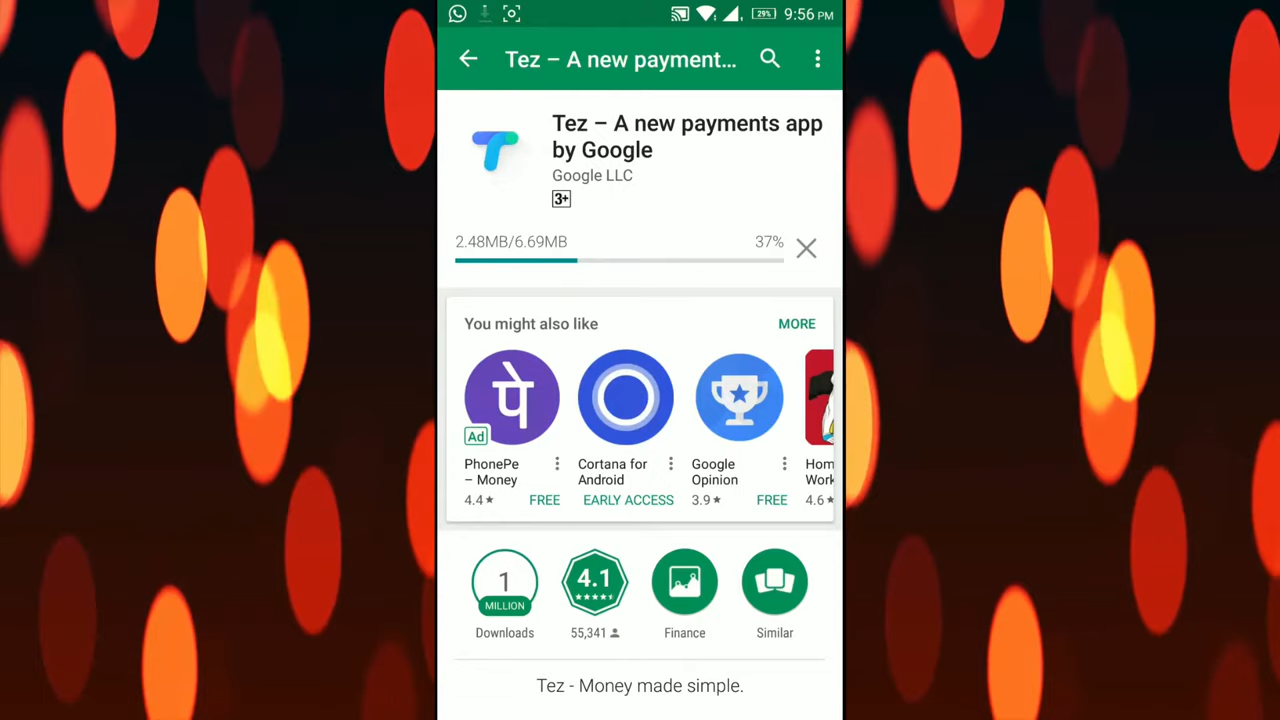 29%
9:56 PM
Tez – A new payment...
Tez – A new payments app
by Google
Google LLC
3+
2.48MB/6.69MB 37%
You might also like MORE
पे
Ad
PhonePe
– Money
4.4★ FREE
Cortana for
Android
EARLY ACCESS
Google
Opinion
3.9★ FREE
Hom
Work
4.6★
1
MILLION
Downloads
4.1
55,341
Finance
Similar
Tez - Money made simple.